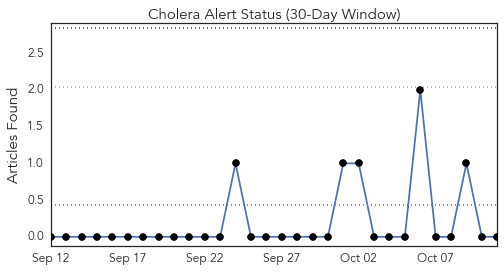 Cholera Alert Status (30-Day Window)
Articles Found
2.5
2.0
1.5
1.0
0.5
0.0
Sep 12 Sep 17 Sep 22 Sep 27 Oct 02 Oct 07